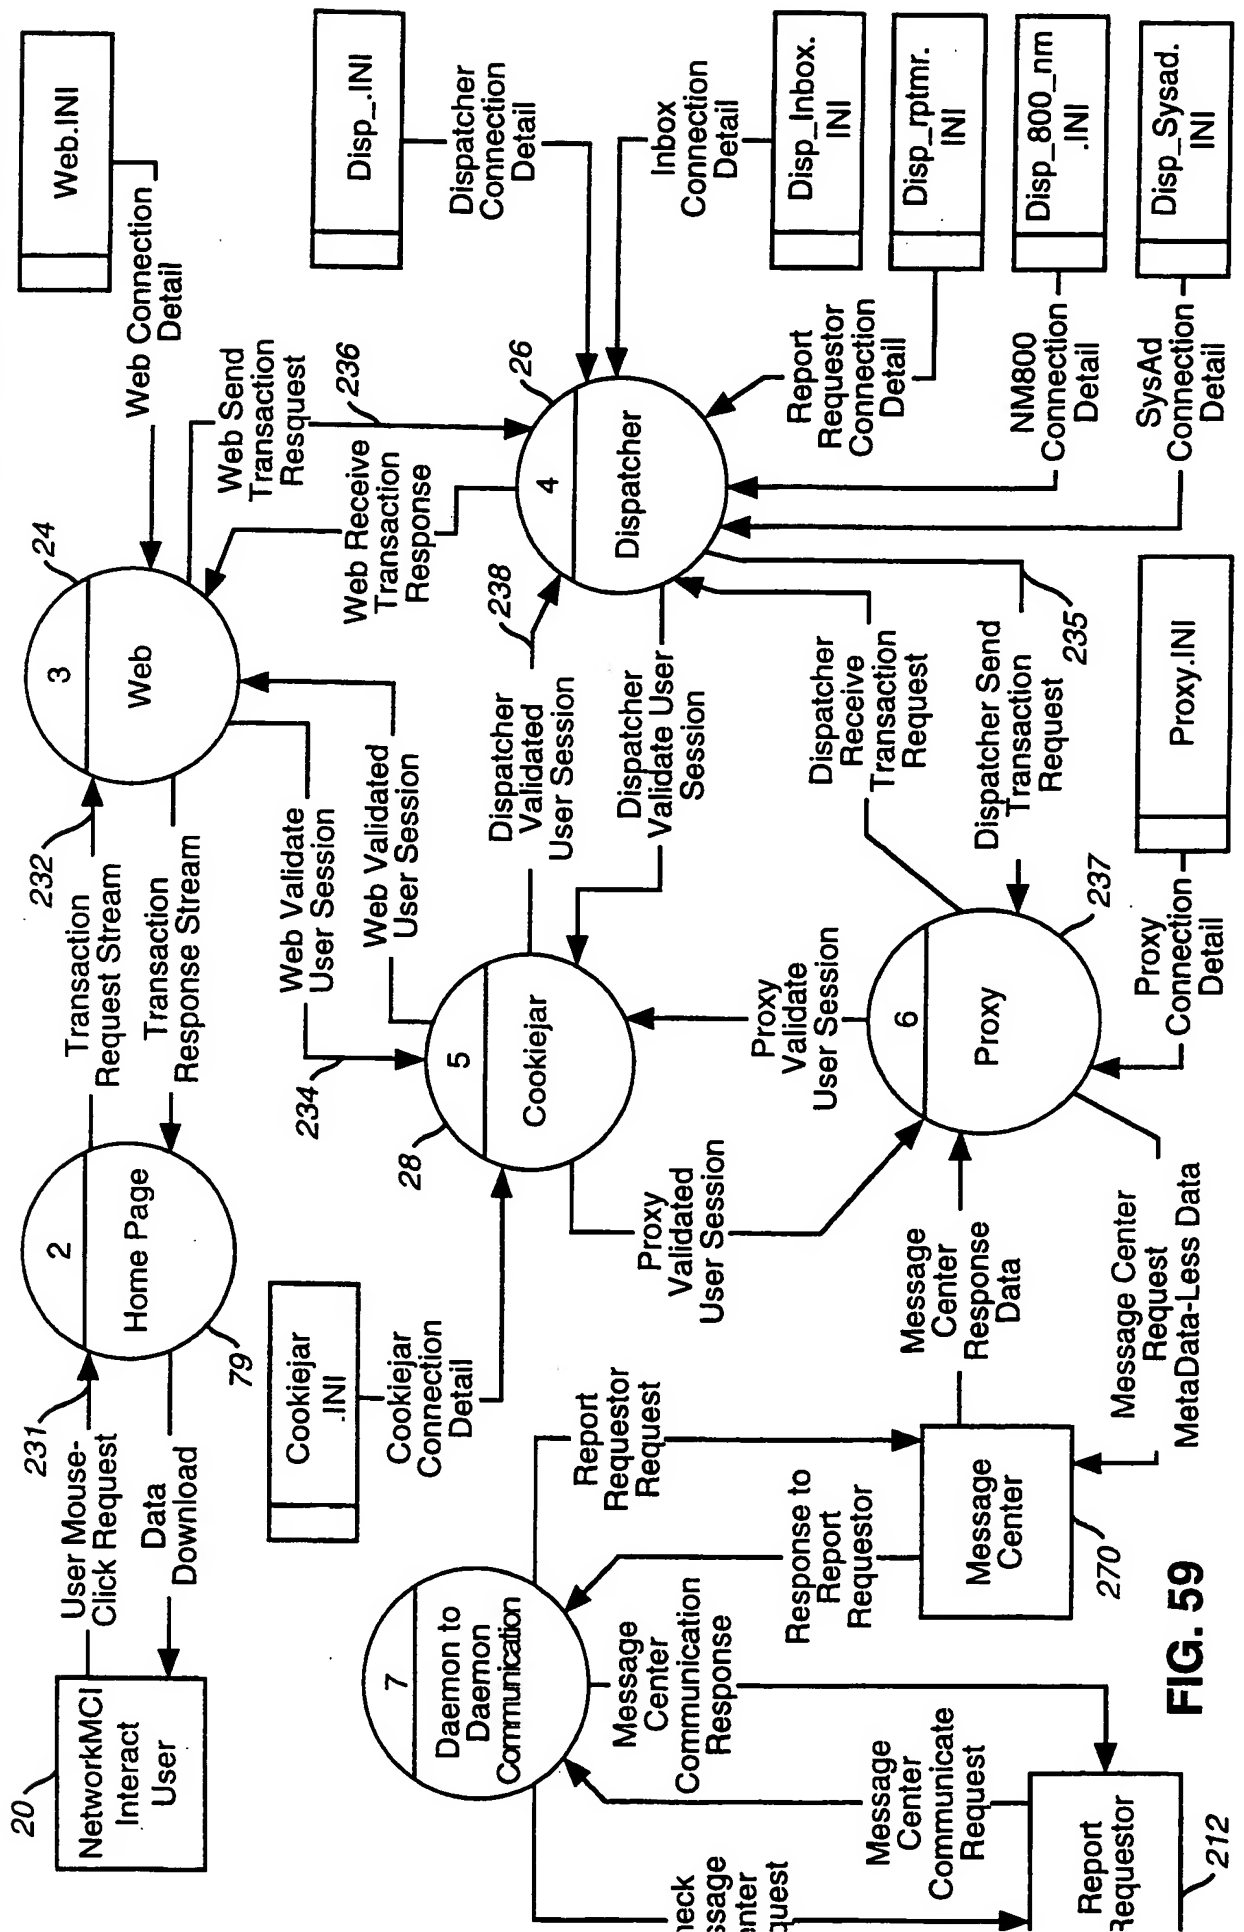 20
NetworkMCI
Interact
User
User Mouse-
Click Request
231
Data
Download
2
Home Page
79
Transaction
Request Stream
232
Transaction
Response Stream
3
Web
24
Web Connection
Detail
Web.INI
Web Validate
User Session
234
Web Validated
User Session
Web Send
Transaction
Resquest
236
Web Receive
Transaction
Response
Cookiejar
.INI
Cookiejar
Connection
Detail
5
Cookiejar
28
Dispatcher
Validated
User Session
238
Dispatcher
Validate User
Session
4
Dispatcher
26
Disp_.INI
Dispatcher
Connection
Detail
Inbox
Connection
Detail
Disp_Inbox.
INI
Report
Requestor
Connection
Detail
Disp_rptmr.
INI
NM800
Connection
Detail
Disp_800_nm
.INI
SysAd
Connection
Detail
Disp_Sysad.
INI
7
Daemon to
Daemon
Communication
Report
Requestor
Request
Response to
Report
Requestor
Message
Center
Communication
Response
Message
Center
Communicate
Request
Report
Requestor
212
Message
Center
270
Message
Center
Response
Data
Message Center
Request
MetaData-Less Data
Proxy
Validated
User Session
Proxy
Validate
User Session
6
Proxy
237
Dispatcher
Receive
Transaction
Request
Dispatcher Send
Transaction
Request
235
Proxy
Connection
Detail
Proxy.INI
FIG. 59